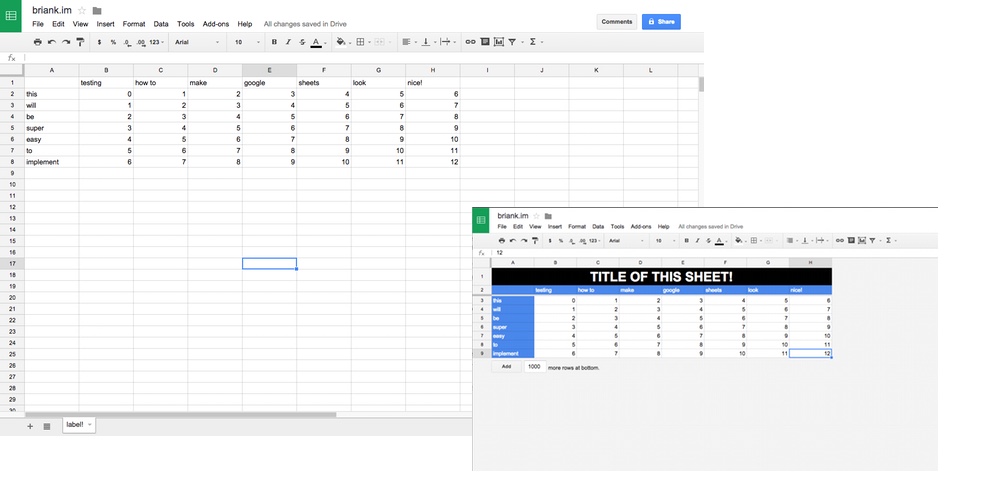 briank.im
File Edit View Insert Format Data Tools Add-ons Help All changes saved in Drive
Comments Share
$ % .0 .00 123 Arial 10 B I S A Σ
fx
A B C D E F G H I J K L
1 testing how to make google sheets look nice!
2 this 0 1 2 3 4 5 6
3 will 1 2 3 4 5 6 7
4 be 2 3 4 5 6 7 8
5 super 3 4 5 6 7 8 9
6 easy 4 5 6 7 8 9 10
7 to 5 6 7 8 9 10 11
8 implement 6 7 8 9 10 11 12
9
10
11
12
13
14
15
16
17
18
19
20
21
22
23
24
25
26
27
28
29
30
+ label!
briank.im
File Edit View Insert Format Data Tools Add-ons Help All changes saved in Drive
$ % .0 .00 123 Arial 10 B I S A Σ
fx 12
A B C D E F G H
1 TITLE OF THIS SHEET!
2 testing how to make google sheets look nice!
3 this 0 1 2 3 4 5 6
4 will 1 2 3 4 5 6 7
5 be 2 3 4 5 6 7 8
6 super 3 4 5 6 7 8 9
7 easy 4 5 6 7 8 9 10
8 to 5 6 7 8 9 10 11
9 implement 6 7 8 9 10 11 12
Add 1000 more rows at bottom.